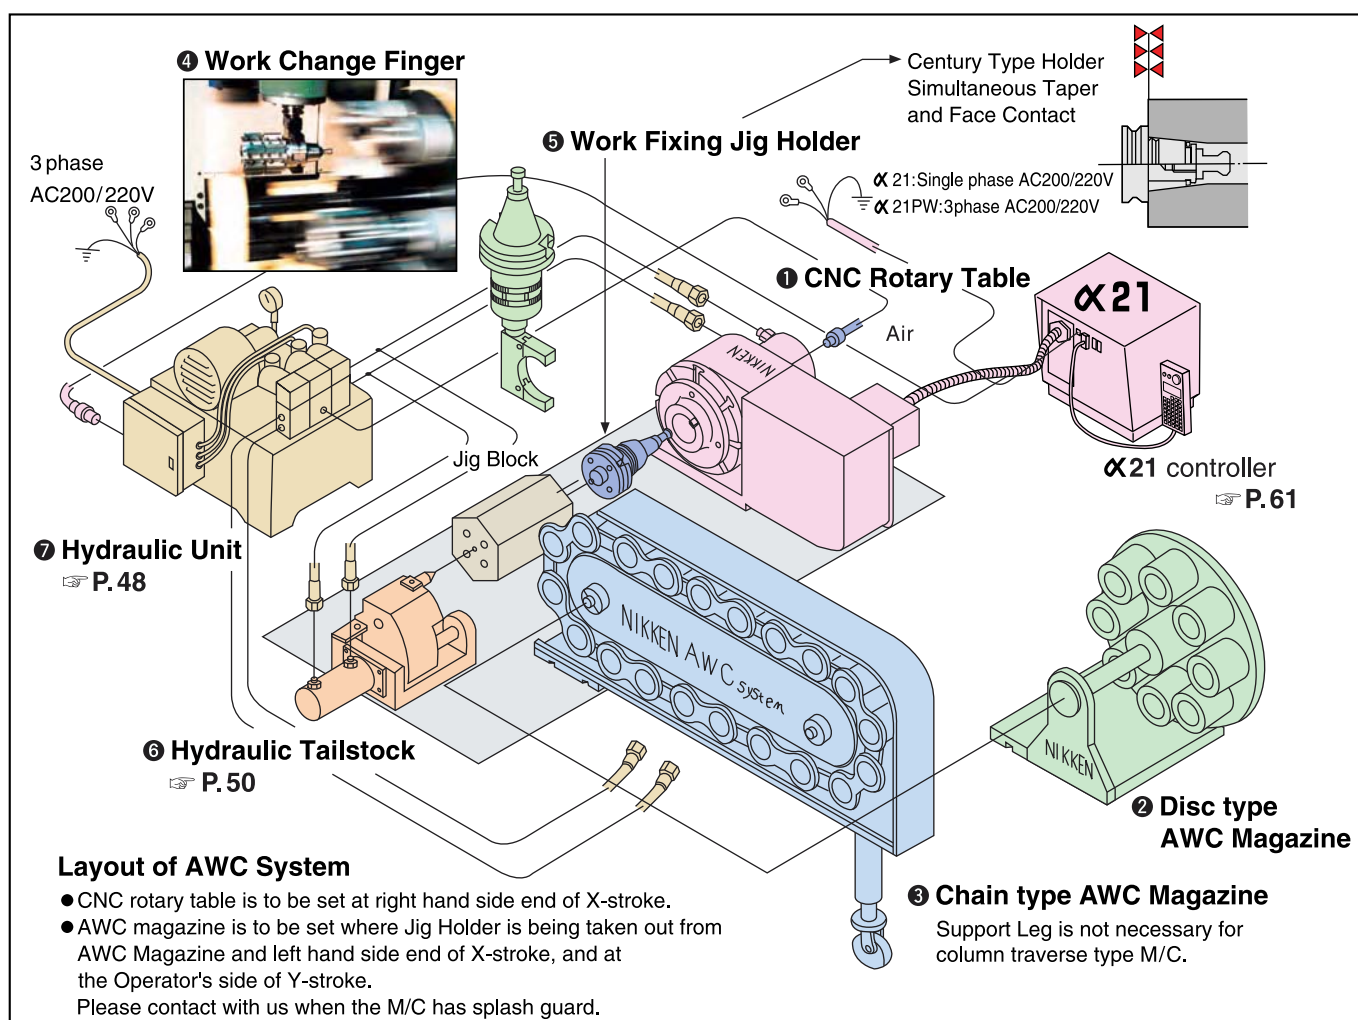 ❹ Work Change Finger
Century Type Holder
Simultaneous Taper
and Face Contact
❺ Work Fixing Jig Holder
3 phase
AC200/220V
α 21:Single phase AC200/220V
α 21PW:3phase AC200/220V
❶ CNC Rotary Table
α21
Air
NIKKEN
Jig Block
α21 controller
☞ P.61
❼ Hydraulic Unit
☞ P.48
NIKKEN AWC system
NIKKEN
❻ Hydraulic Tailstock
☞ P.50
❷ Disc type
AWC Magazine
❸ Chain type AWC Magazine
Support Leg is not necessary for
column traverse type M/C.
Layout of AWC System
● CNC rotary table is to be set at right hand side end of X-stroke.
● AWC magazine is to be set where Jig Holder is being taken out from
AWC Magazine and left hand side end of X-stroke, and at
the Operator's side of Y-stroke.
Please contact with us when the M/C has splash guard.